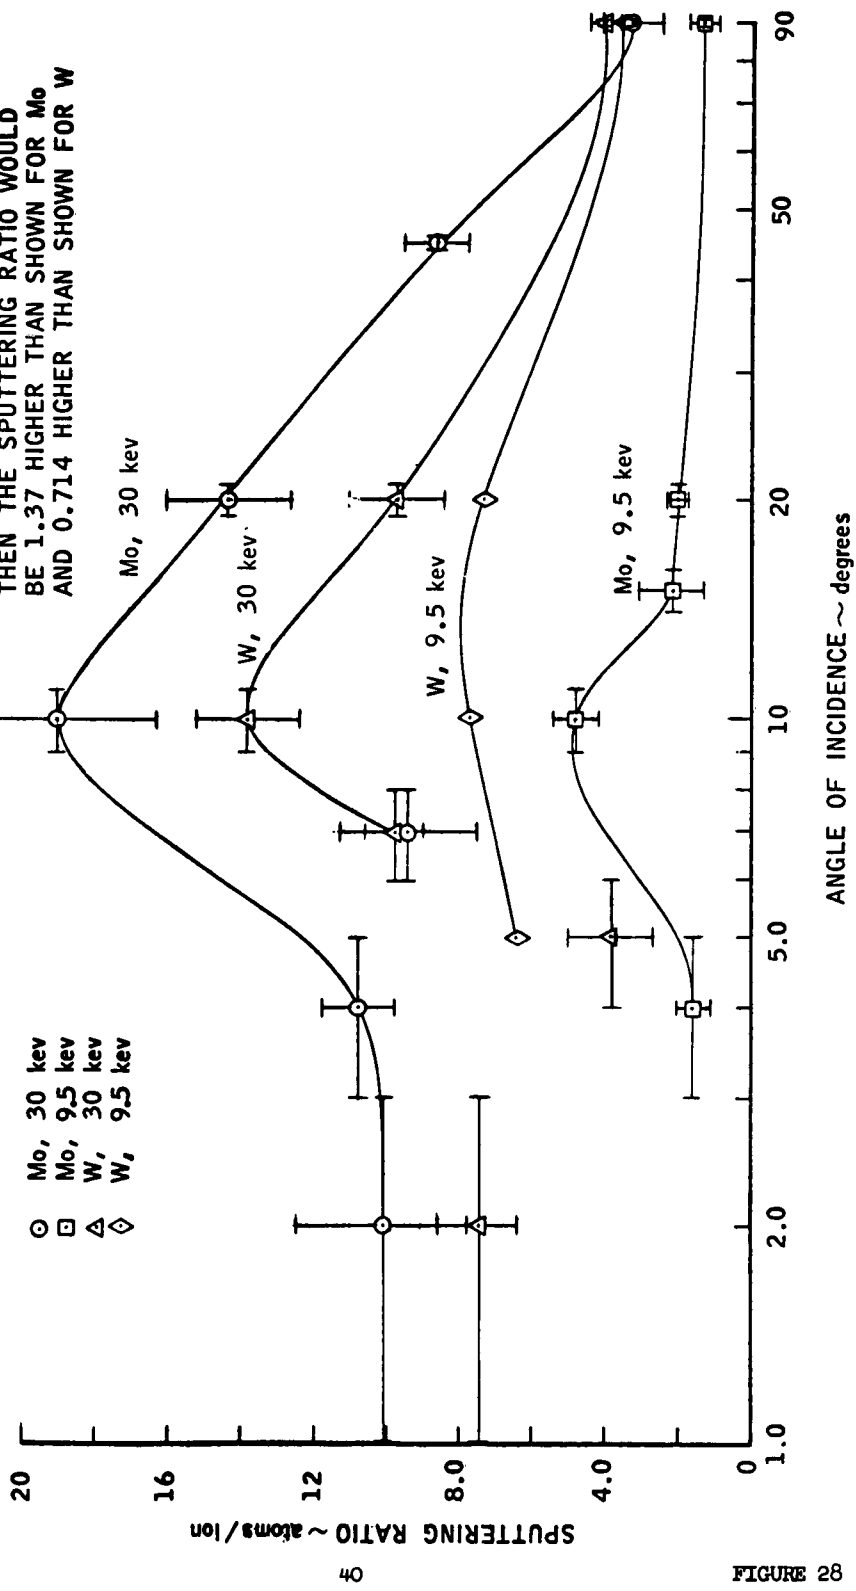 THEN THE SPUTTERING RATIO WOULD
BE 1.37 HIGHER THAN SHOWN FOR Mo
AND 0.714 HIGHER THAN SHOWN FOR W
Mo, 30 kev
Mo, 9.5 kev
W, 30 kev
W, 9.5 kev
Mo, 30 kev
W, 30 kev
W, 9.5 kev
Mo, 9.5 kev
20
16
12
8.0
4.0
0
SPUTTERING RATIO ~ atoms/ion
1.0
2.0
5.0
10
20
50
90
ANGLE OF INCIDENCE ~ degrees
40
FIGURE 28